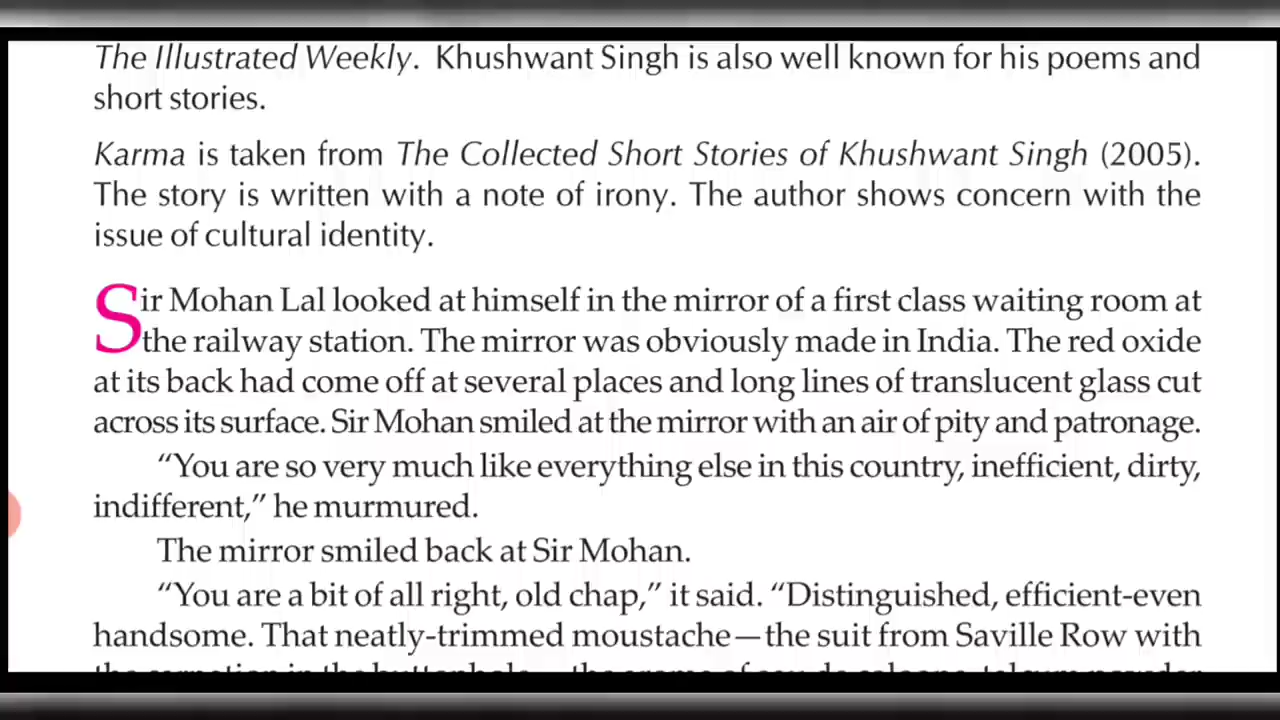 The Illustrated Weekly. Khushwant Singh is also well known for his poems and
short stories.
Karma is taken from The Collected Short Stories of Khushwant Singh (2005).
The story is written with a note of irony. The author shows concern with the
issue of cultural identity.
Sir Mohan Lal looked at himself in the mirror of a first class waiting room at
the railway station. The mirror was obviously made in India. The red oxide
at its back had come off at several places and long lines of translucent glass cut
across its surface. Sir Mohan smiled at the mirror with an air of pity and patronage.
“You are so very much like everything else in this country, inefficient, dirty,
indifferent,” he murmured.
The mirror smiled back at Sir Mohan.
“You are a bit of all right, old chap,” it said. “Distinguished, efficient-even
handsome. That neatly-trimmed moustache—the suit from Saville Row with